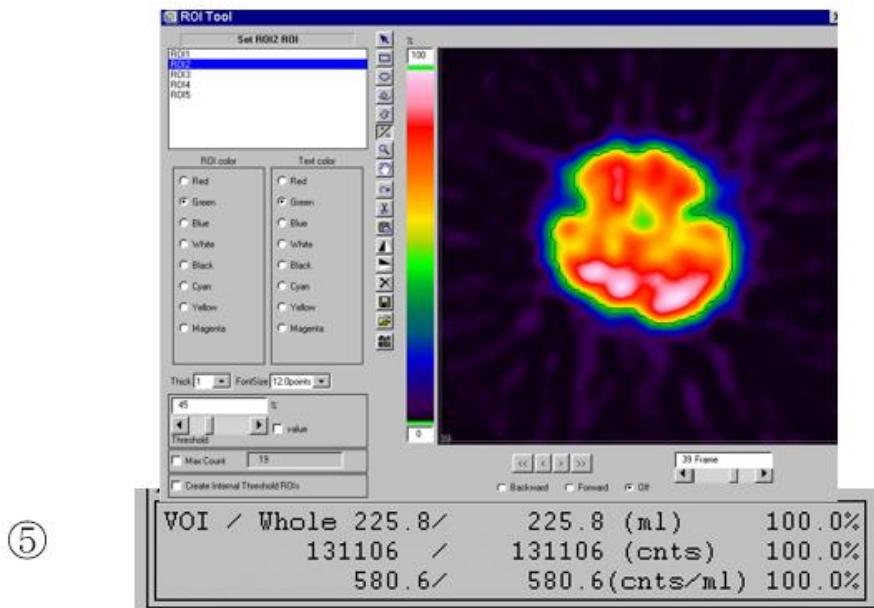 ROI Tool
Set ROI2 ROI
ROI1
ROI2
ROI3
ROI4
ROI5
ROI color
Text color
Red
Green
Blue
White
Black
Cyan
Yellow
Magenta
Red
Green
Blue
White
Black
Cyan
Yellow
Magenta
Thick 1 FontSize 12.0points
45 %
value
Threshold
Max Count 19
Create Internal Threshold ROIs
%
100
0
39
<< < > >>
Backward Forward Off
39 Frame
⑤
VOI / Whole 225.8/ 225.8 (ml) 100.0%
131106 / 131106 (cnts) 100.0%
580.6/ 580.6(cnts/ml) 100.0%